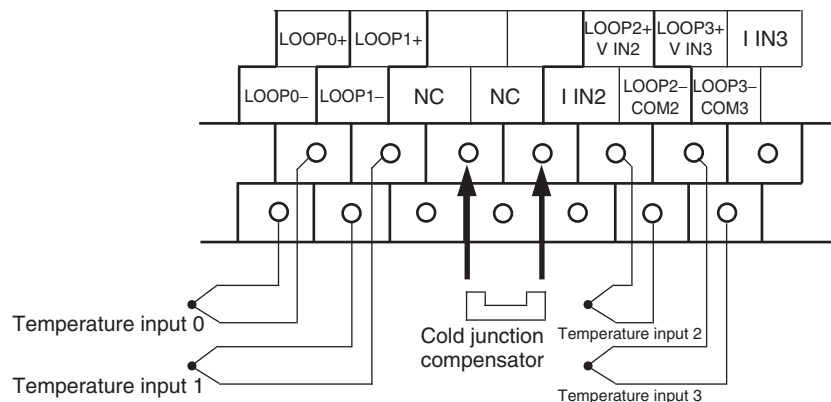 LOOP0+ LOOP1+ LOOP2+ LOOP3+ I IN3
V IN2 V IN3
LOOP0– LOOP1– NC NC I IN2 LOOP2– LOOP3–
COM2 COM3
Temperature input 0
Cold junction
compensator
Temperature input 2
Temperature input 1
Temperature input 3